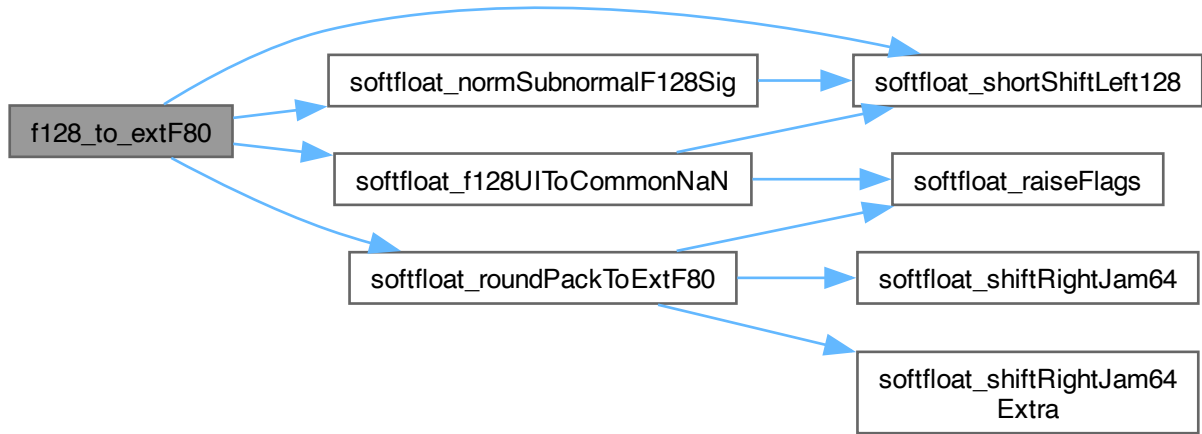 f128_to_extF80
softfloat_normSubnormalF128Sig
softfloat_f128UIToCommonNaN
softfloat_roundPackToExtF80
softfloat_shortShiftLeft128
softfloat_raiseFlags
softfloat_shiftRightJam64
softfloat_shiftRightJam64
Extra